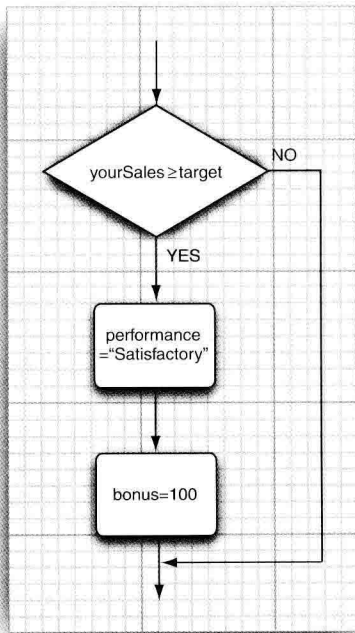 yourSales≥target
NO
YES
performance
=“Satisfactory”
bonus=100